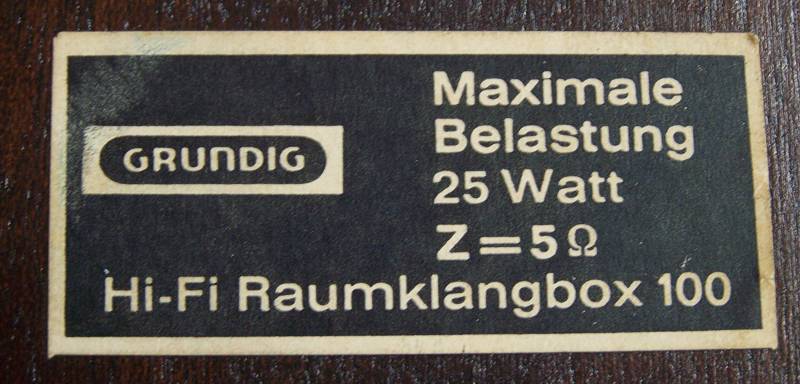 GRUNDIG
Maximale
Belastung
25 Watt
Z=5Ω
Hi-Fi Raumklangbox 100